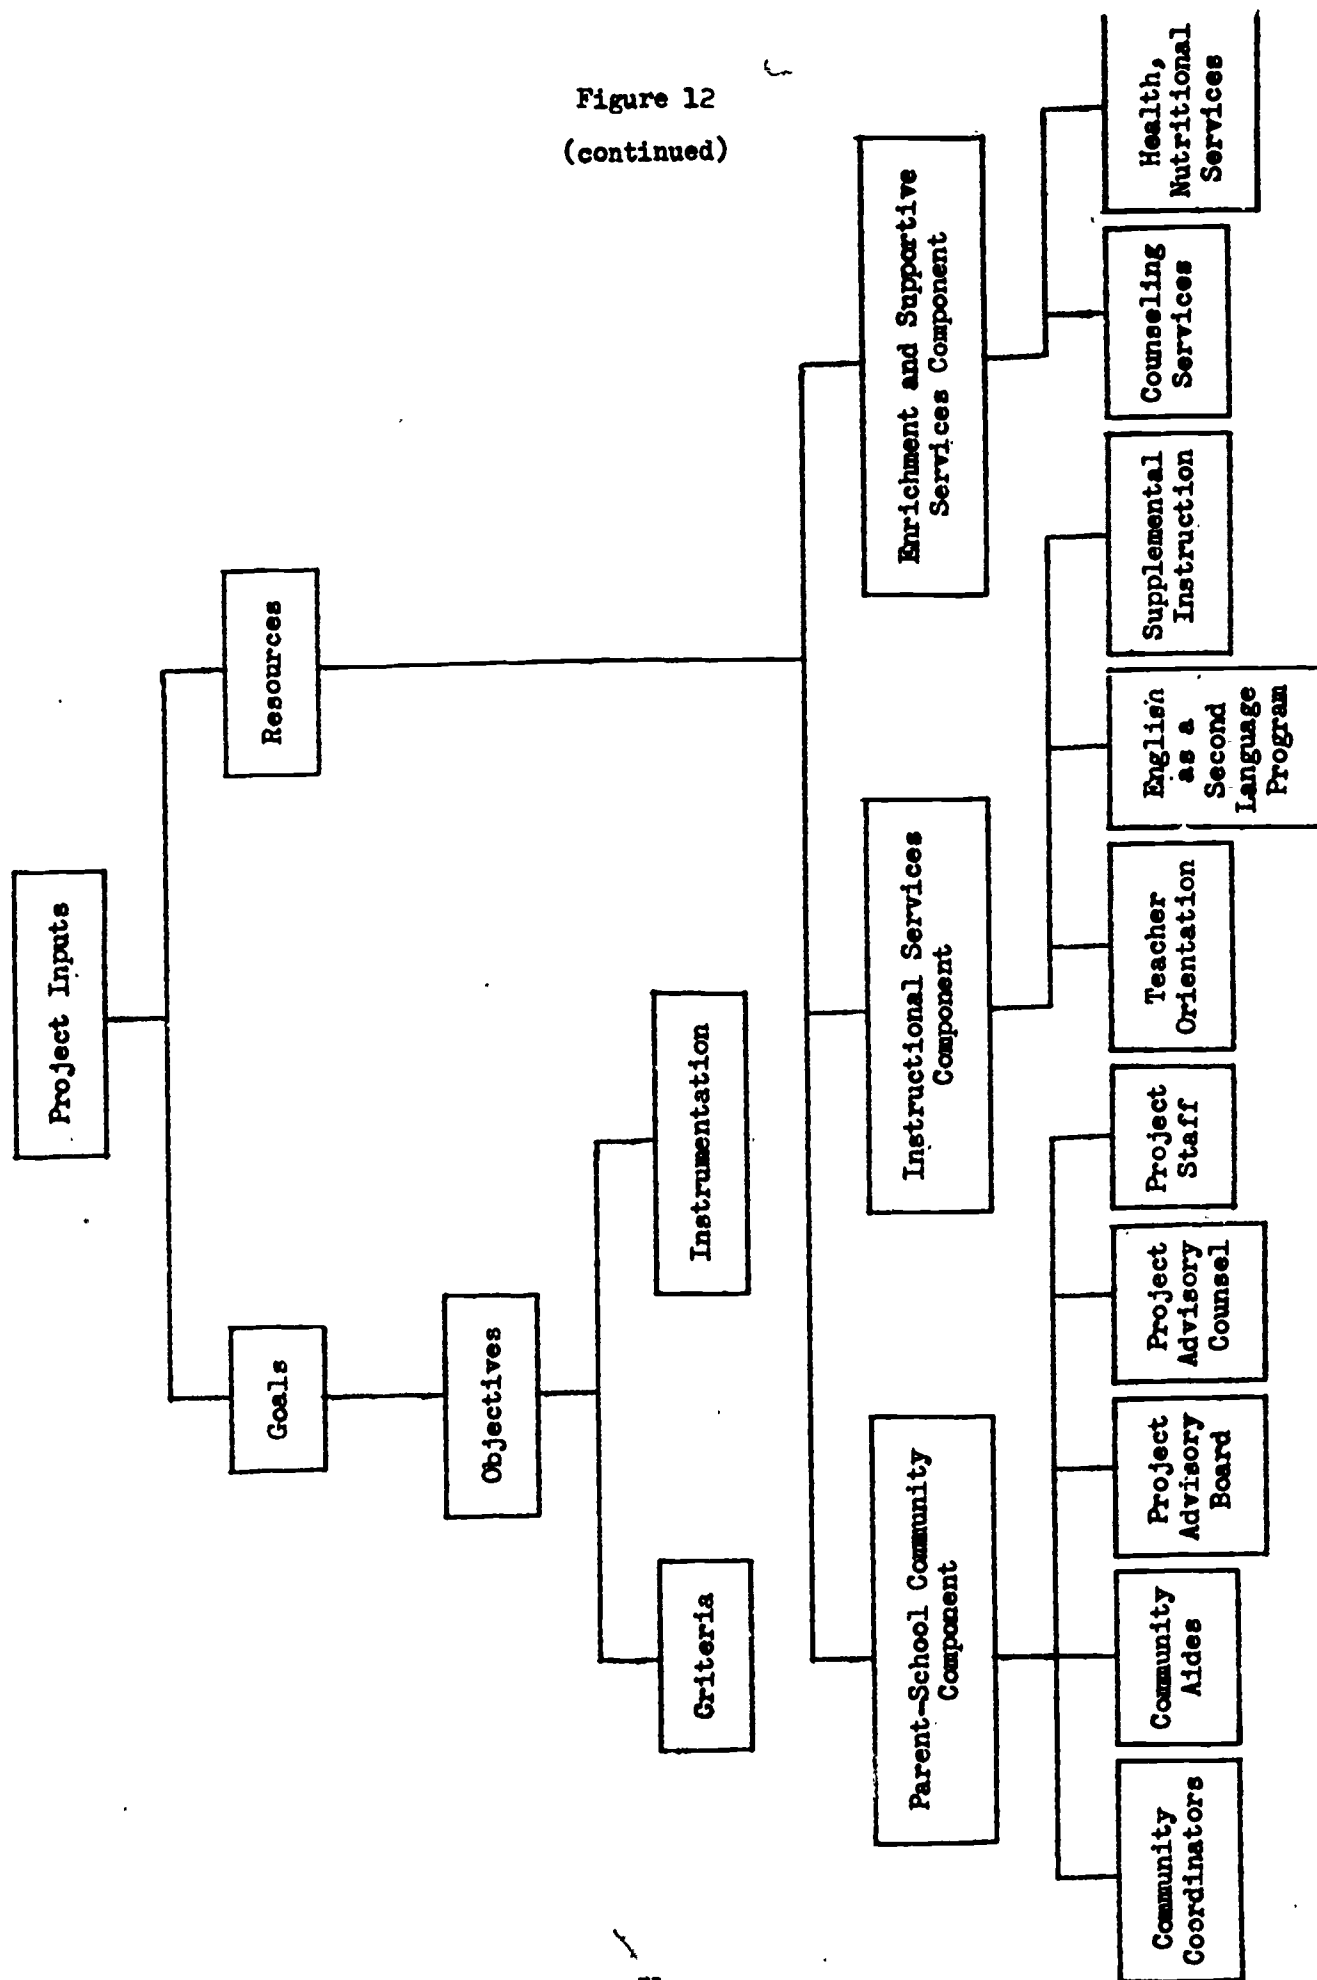 Figure 12
(continued)
Project Inputs
Goals
Resources
Objectives
Criteria
Instrumentation
Parent-School Community
Component
Instructional Services
Component
Enrichment and Supportive
Services Component
Community
Coordinators
Community
Aides
Project
Advisory
Board
Project
Advisory
Counsel
Project
Staff
Teacher
Orientation
English
as a
Second
Language
Program
Supplemental
Instruction
Counseling
Services
Health,
Nutritional
Services